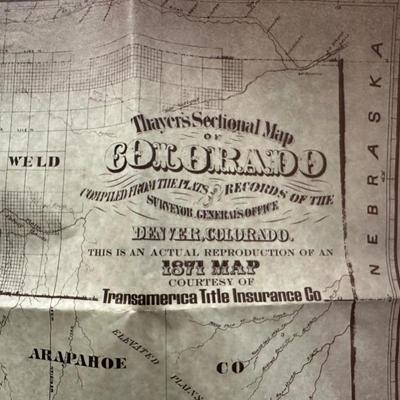 Thayer's Sectional Map
OF
COLORADO
COMPILED FROM THE PLATS & RECORDS OF THE
SURVEYOR GENERAL'S OFFICE
DENVER, COLORADO.
THIS IS AN ACTUAL REPRODUCTION OF AN
1871 MAP
COURTESY OF
Transamerica Title Insurance Co
WELD
NEBRASKA
ARAPAHOE CO
ELEVATED
PLAINS